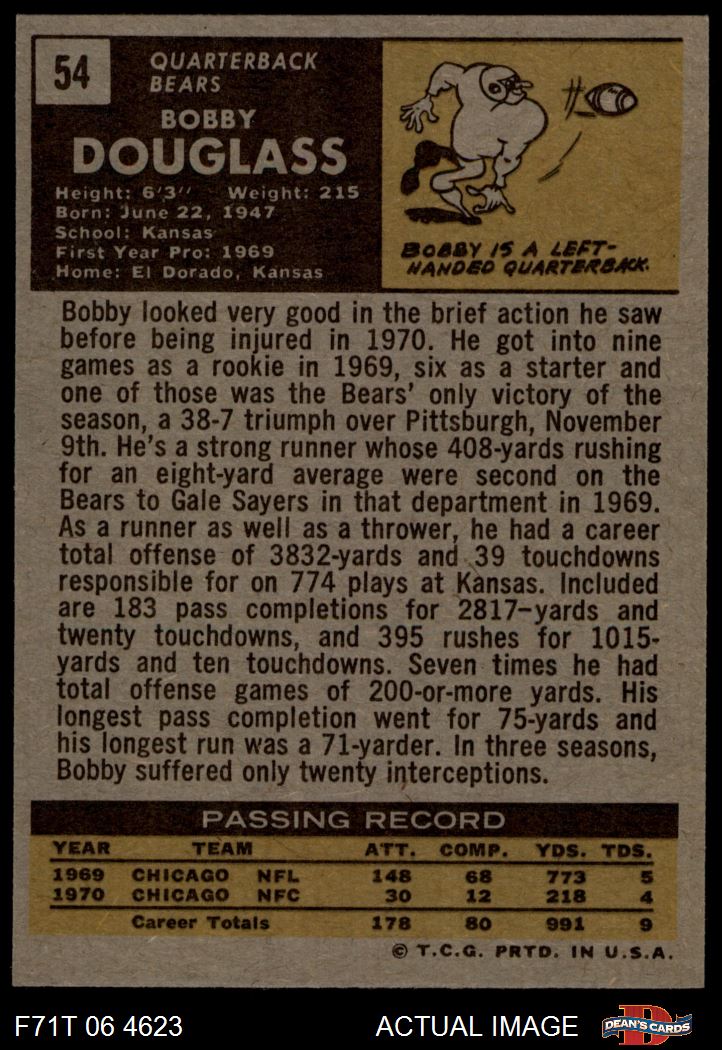 54
QUARTERBACK
BEARS
BOBBY
DOUGLASS
Height: 6'3" Weight: 215
Born: June 22, 1947
School: Kansas
First Year Pro: 1969
Home: El Dorado, Kansas
#
BOBBY IS A LEFT-
HANDED QUARTERBACK.
Bobby looked very good in the brief action he saw
before being injured in 1970. He got into nine
games as a rookie in 1969, six as a starter and
one of those was the Bears' only victory of the
season, a 38-7 triumph over Pittsburgh, November
9th. He's a strong runner whose 408-yards rushing
for an eight-yard average were second on the
Bears to Gale Sayers in that department in 1969.
As a runner as well as a thrower, he had a career
total offense of 3832-yards and 39 touchdowns
responsible for on 774 plays at Kansas. Included
are 183 pass completions for 2817-yards and
twenty touchdowns, and 395 rushes for 1015-
yards and ten touchdowns. Seven times he had
total offense games of 200-or-more yards. His
longest pass completion went for 75-yards and
his longest run was a 71-yarder. In three seasons,
Bobby suffered only twenty interceptions.
PASSING RECORD
YEAR TEAM ATT. COMP. YDS. TDS.
1969 CHICAGO NFL 148 68 773 5
1970 CHICAGO NFC 30 12 218 4
Career Totals 178 80 991 9
© T.C.G. PRTD. IN U.S.A.
F71T 06 4623 ACTUAL IMAGE D DEAN'S CARDS